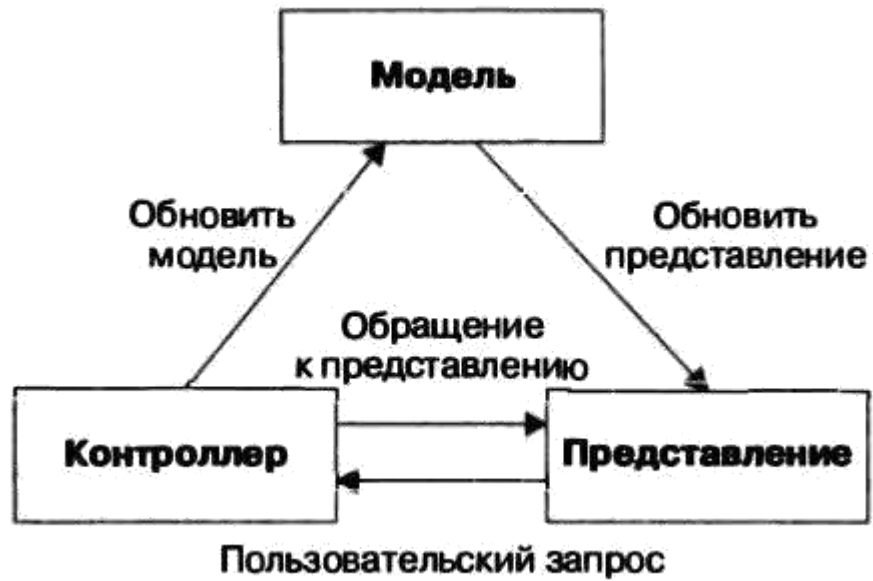 Модель
Обновить
модель
Обновить
представление
Обращение
к представлению
Контроллер
Представление
Пользовательский запрос